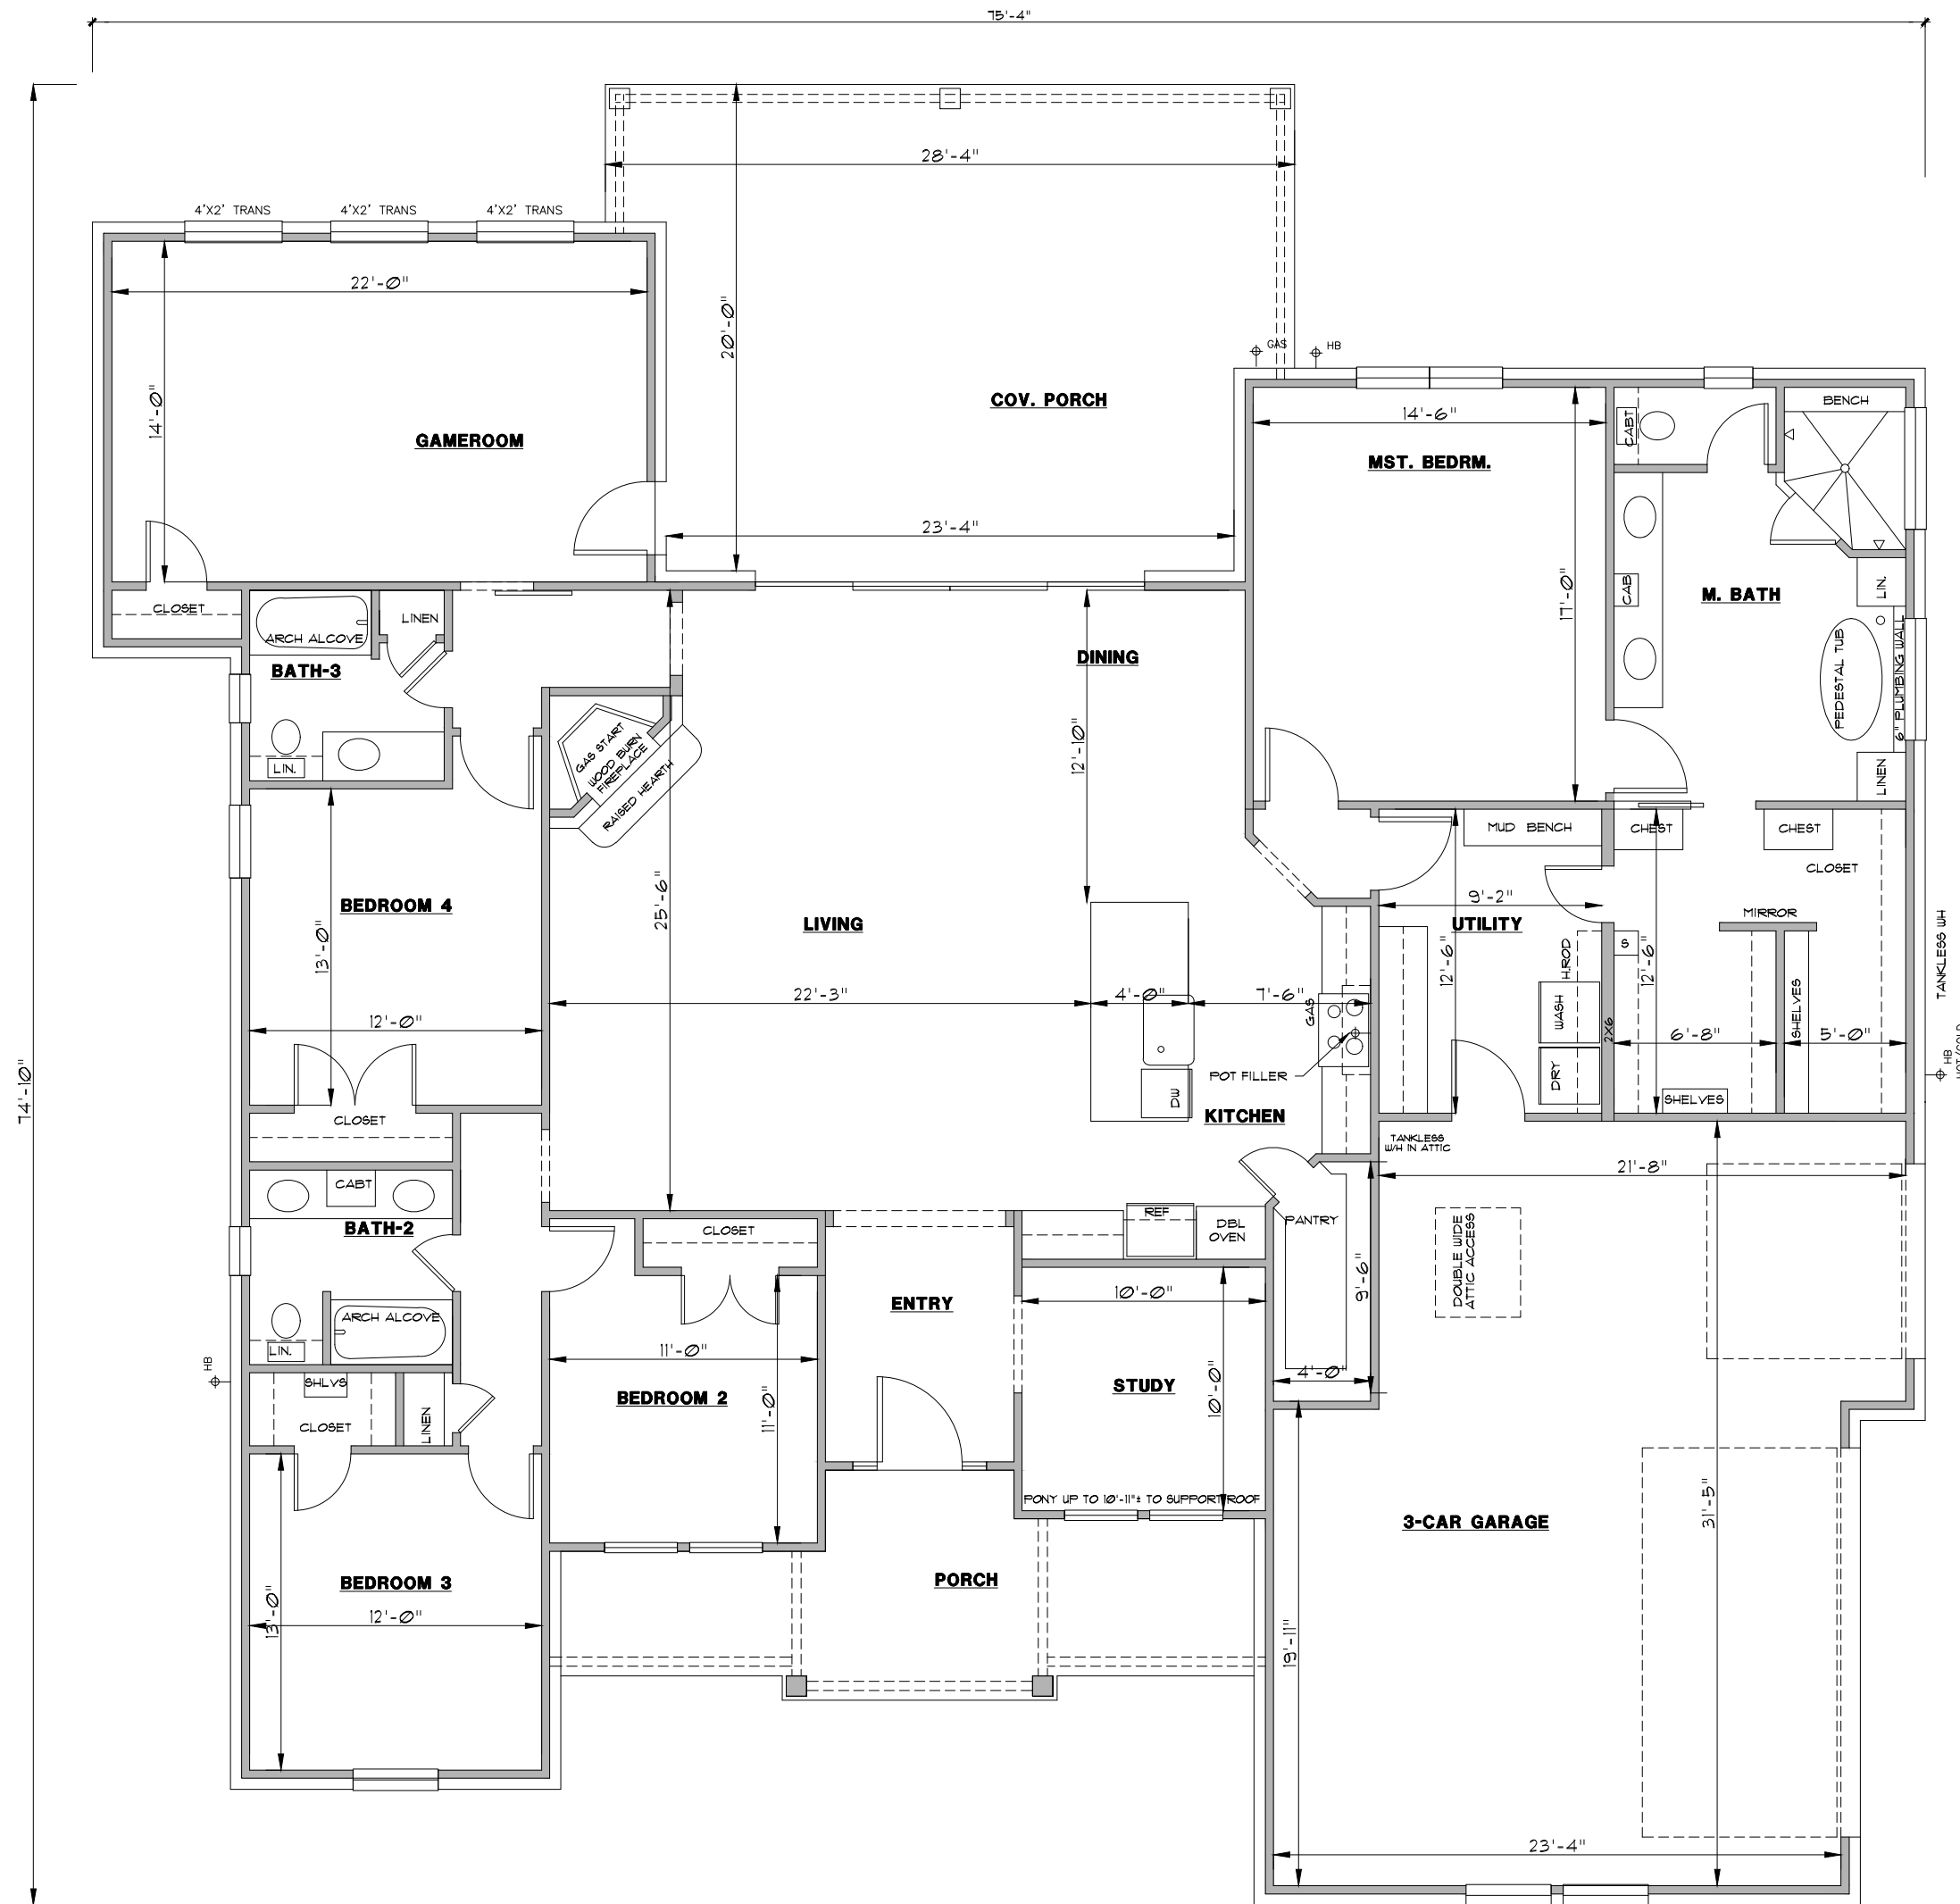 75'-4"
28'-4"
4'X2' TRANS
4'X2' TRANS
4'X2' TRANS
22'-0"
14'-0"
GAMEROOM
20'-0"
COV. PORCH
23'-4"
GAS
HB
14'-6"
MST. BEDRM.
17'-0"
CABT
BENCH
CAB
M. BATH
LIN.
PEDESTAL TUB
6" PLUMBING WALL
LINEN
CLOSET
ARCH ALCOVE
LINEN
BATH-3
LIN.
GAS START
WOOD BURN
FIREPLACE
RAISED HEARTH
DINING
12'-10"
25'-6"
LIVING
22'-3"
4'-0"
7'-6"
GAS
POT FILLER
DW
KITCHEN
BEDROOM 4
13'-0"
12'-0"
CLOSET
MUD BENCH
CHEST
CHEST
CLOSET
9'-2"
UTILITY
12'-6"
H.ROD
WASH
DRY
2X6
S
12'-6"
MIRROR
SHELVES
6'-8"
5'-0"
SHELVES
TANKLESS WH
HB
74'-10"
CABT
BATH-2
ARCH ALCOVE
LIN.
HB
SHLVS
CLOSET
LINEN
CLOSET
11'-0"
BEDROOM 2
11'-0"
ENTRY
REF
DBL
OVEN
PANTRY
9'-6"
4'-0"
10'-0"
STUDY
10'-0"
PONY UP TO 10'-11"± TO SUPPORT ROOF
TANKLESS
W/H IN ATTIC
21'-8"
DOUBLE WIDE
ATTIC ACCESS
3-CAR GARAGE
31'-5"
19'-11"
23'-4"
PORCH
BEDROOM 3
13'-0"
12'-0"